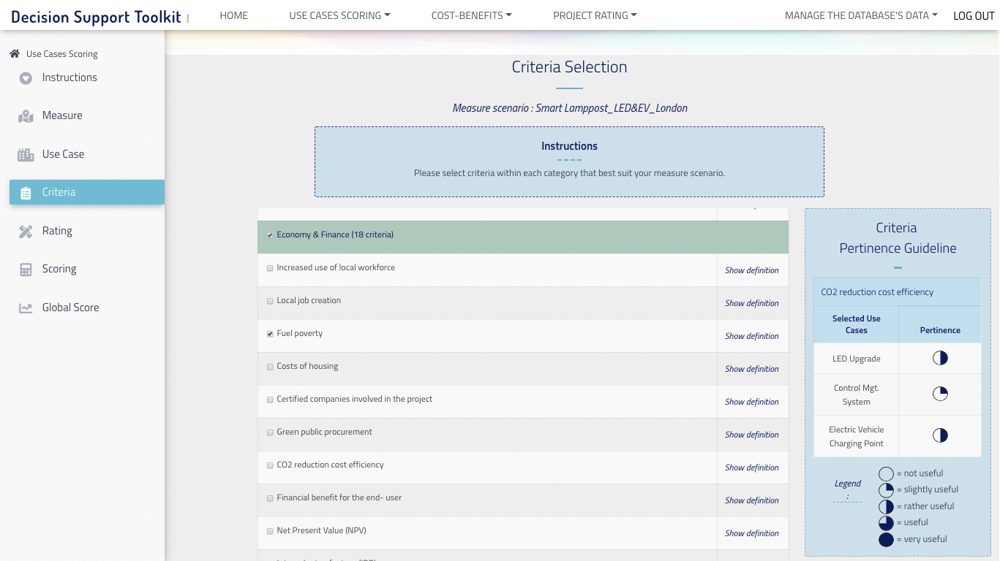 Decision Support Toolkit |
HOME
USE CASES SCORING
COST-BENEFITS
PROJECT RATING
MANAGE THE DATABASE'S DATA
LOG OUT
Use Cases Scoring
Instructions
Measure
Use Case
Criteria
Rating
Scoring
Global Score
Criteria Selection
Measure scenario : Smart Lamppost_LED&EV_London
Instructions
Please select criteria within each category that best suit your measure scenario.
Economy & Finance (18 criteria)
Increased use of local workforce
Show definition
Local job creation
Show definition
Fuel poverty
Show definition
Costs of housing
Show definition
Certified companies involved in the project
Show definition
Green public procurement
Show definition
CO2 reduction cost efficiency
Show definition
Financial benefit for the end- user
Show definition
Net Present Value (NPV)
Show definition
Criteria
Pertinence Guideline
CO2 reduction cost efficiency
Selected Use
Cases
Pertinence
LED Upgrade
Control Mgt.
System
Electric Vehicle
Charging Point
Legend
:
= not useful
= slightly useful
= rather useful
= useful
= very useful